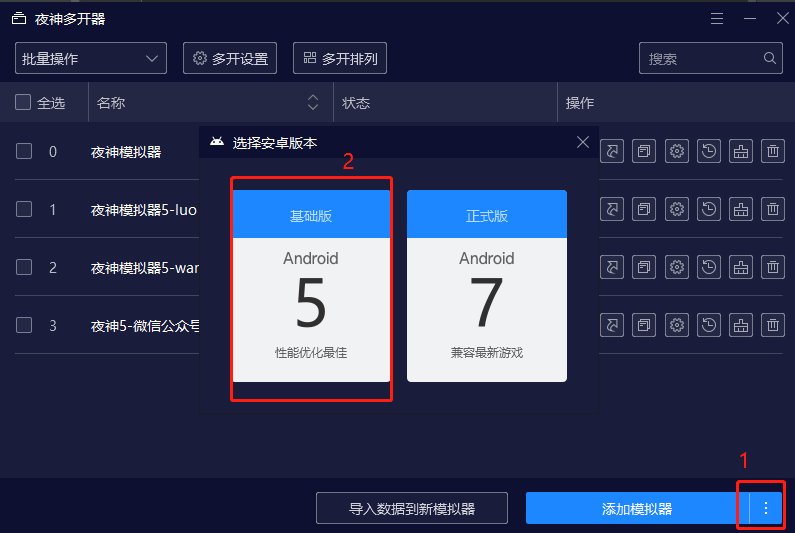 夜神多开器
批量操作 多开设置 多开排列 搜索
全选 名称 状态 操作
选择安卓版本
2
0 夜神模拟器
1 夜神模拟器5-luo
2 夜神模拟器5-war
3 夜神5-微信公众号
基础版
Android
5
性能优化最佳
正式版
Android
7
兼容最新游戏
1
导入数据到新模拟器 添加模拟器